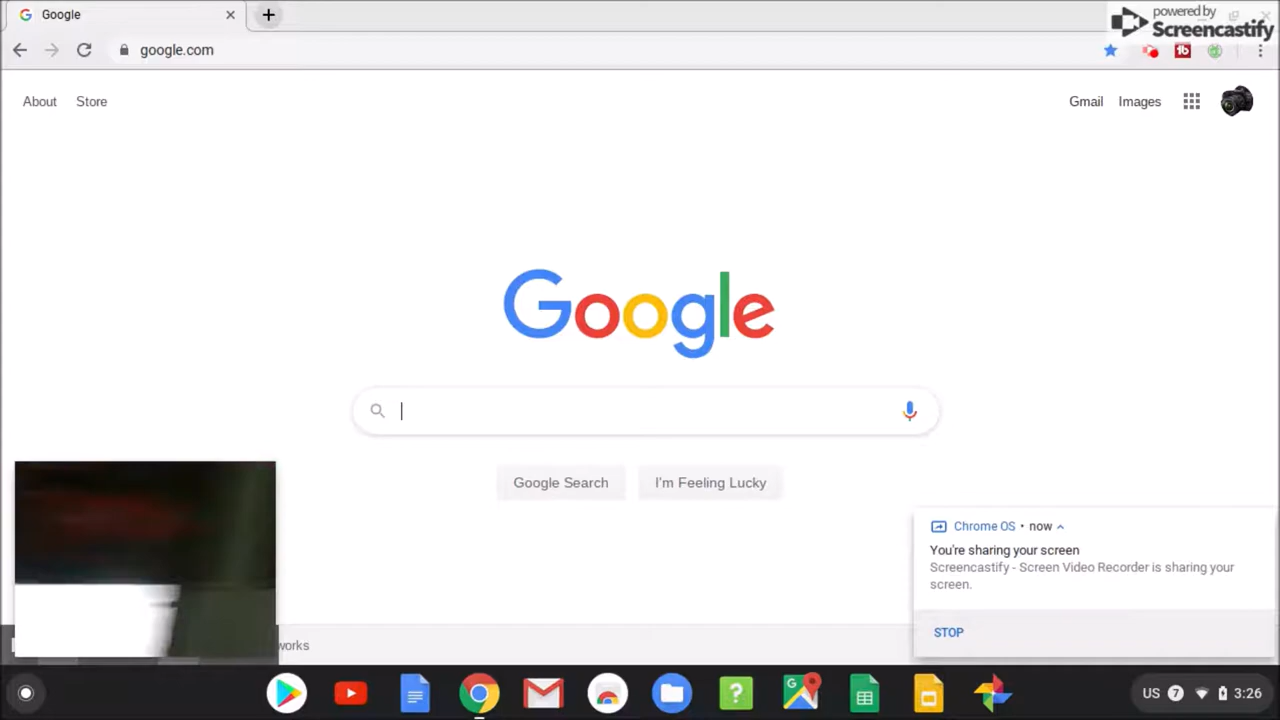 Google
powered by
Screencastify
google.com
About Store
Gmail Images
Google
Google Search
I'm Feeling Lucky
Chrome OS • now
You're sharing your screen
Screencastify - Screen Video Recorder is sharing your
screen.
STOP
works
US 7 3:26